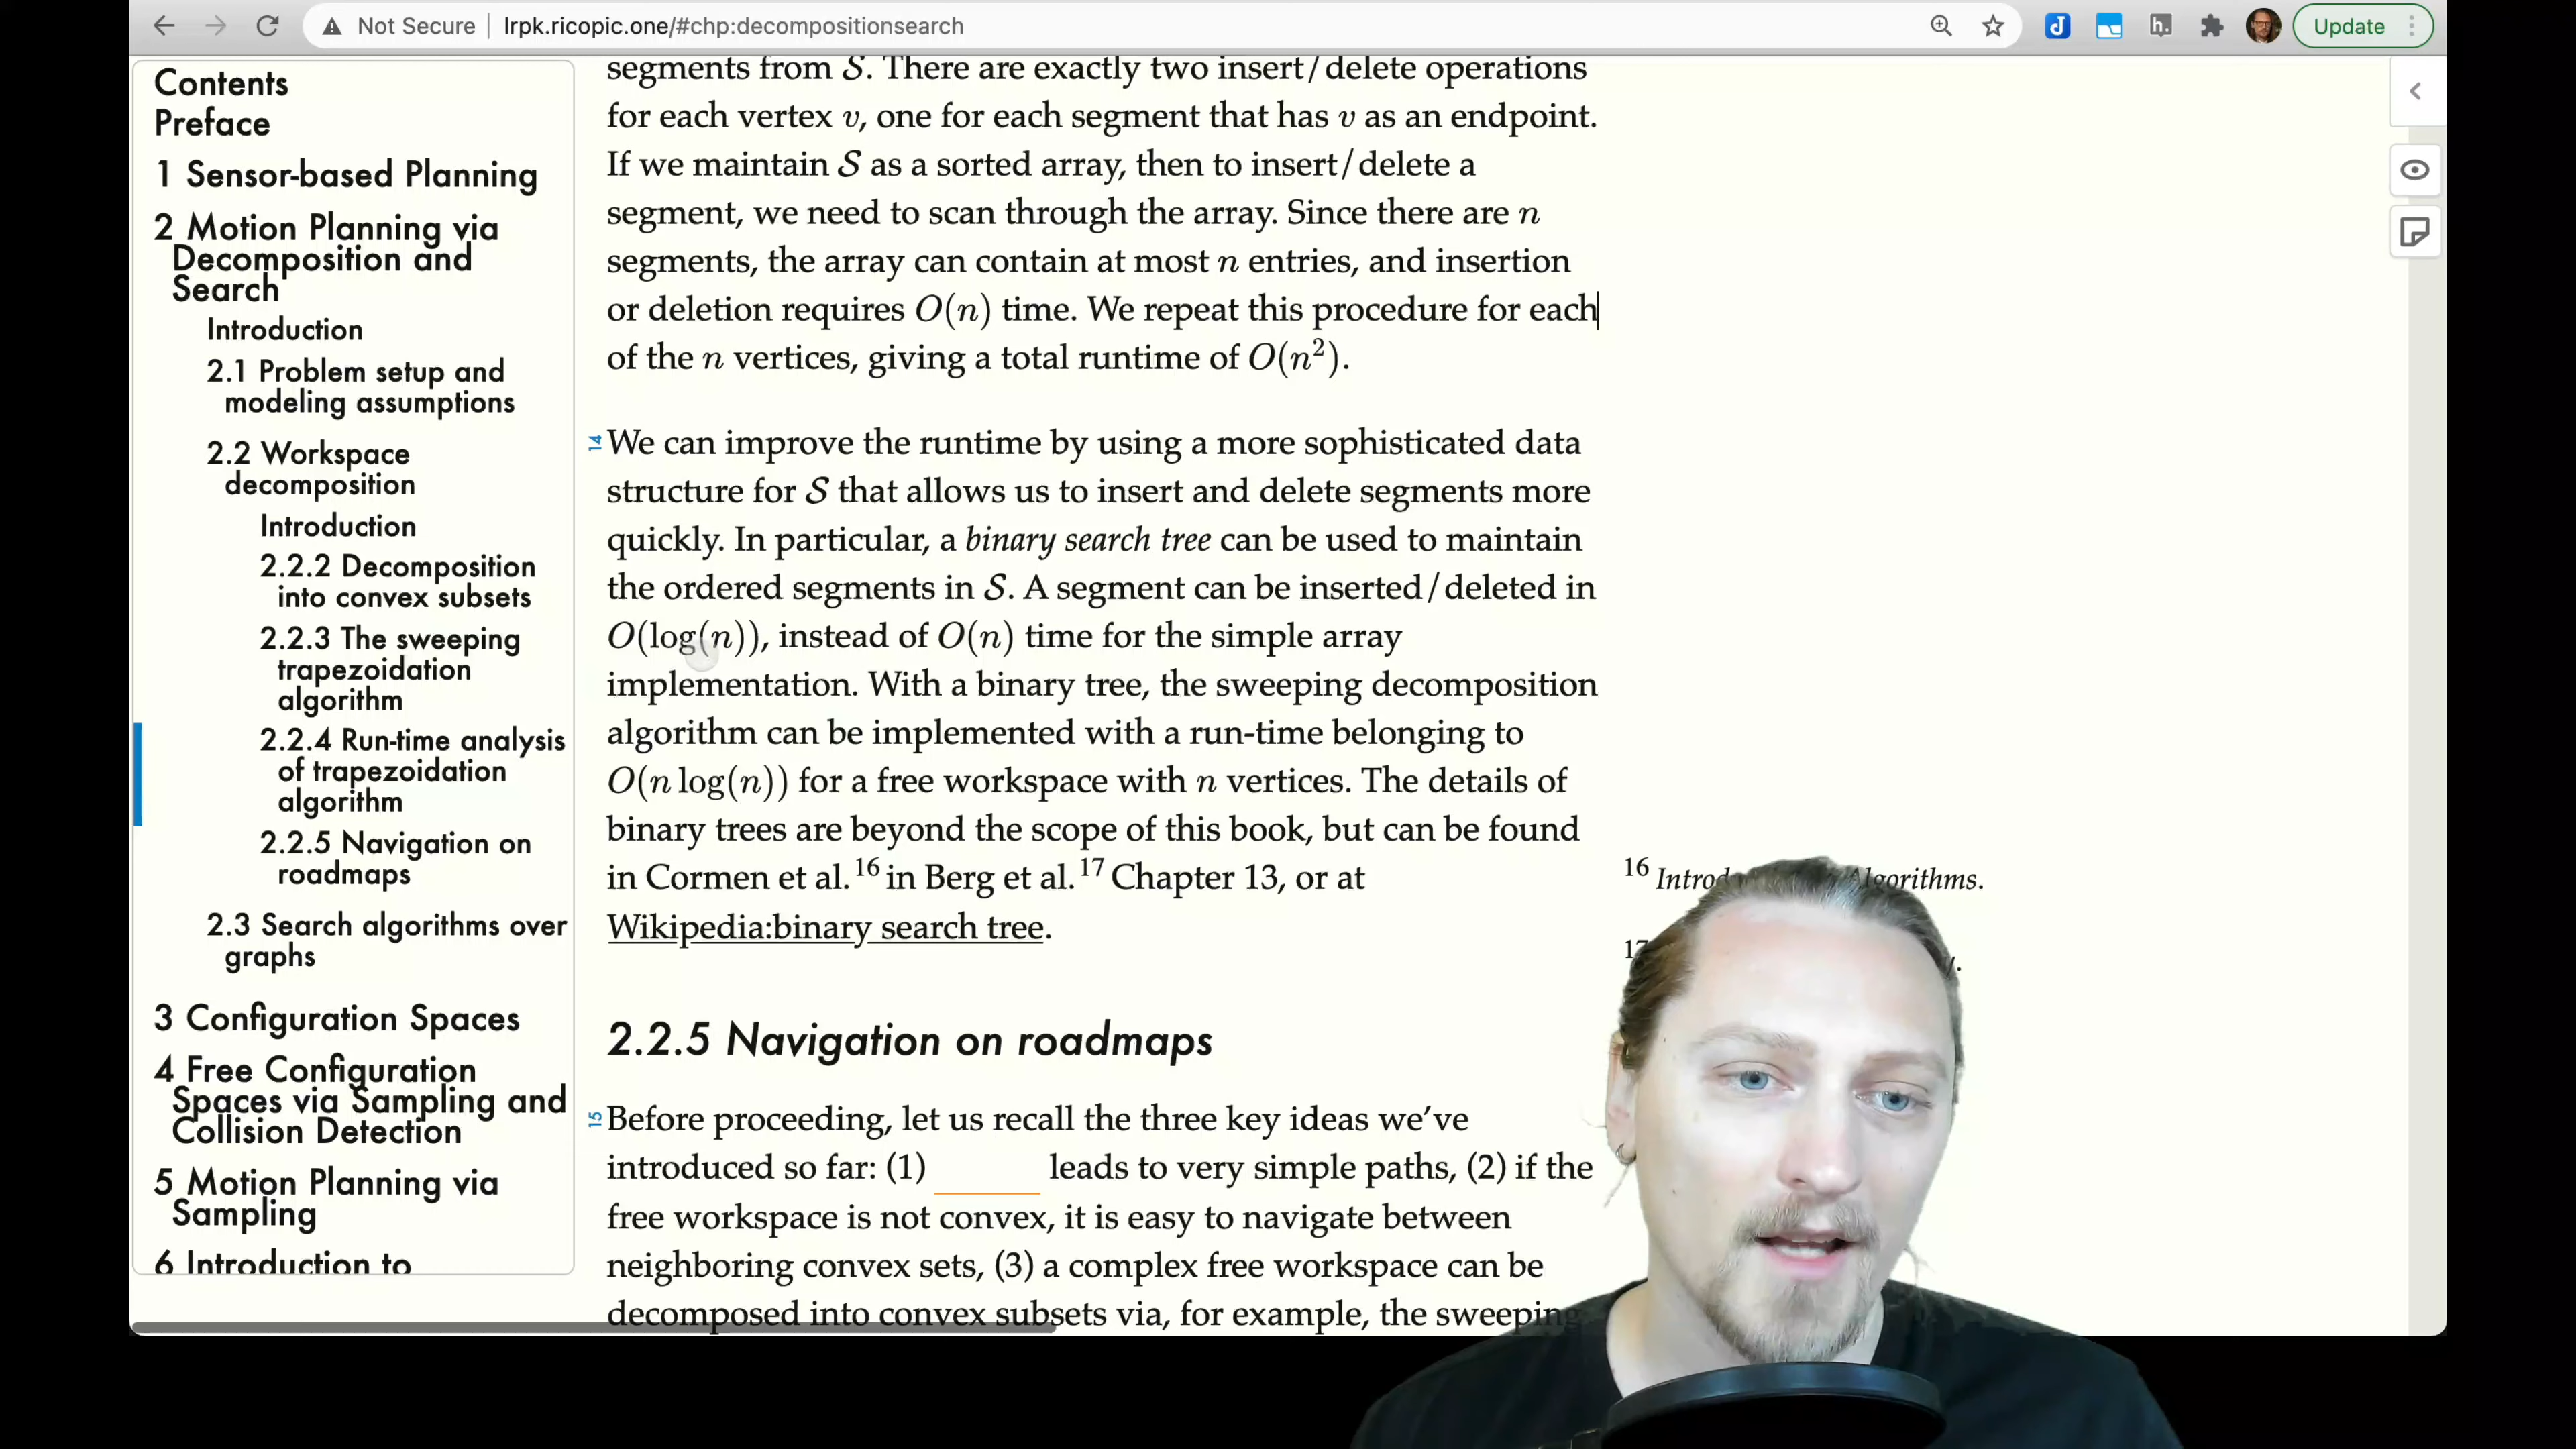 Not Secure
lrpk.ricopic.one/#chp:decompositionsearch
Update
Contents
Preface
1 Sensor-based Planning
2 Motion Planning via
Decomposition and
Search
Introduction
2.1 Problem setup and
modeling assumptions
2.2 Workspace
decomposition
Introduction
2.2.2 Decomposition
into convex subsets
2.2.3 The sweeping
trapezoidation
algorithm
2.2.4 Run-time analysis
of trapezoidation
algorithm
2.2.5 Navigation on
roadmaps
2.3 Search algorithms over
graphs
3 Configuration Spaces
4 Free Configuration
Spaces via Sampling and
Collision Detection
5 Motion Planning via
Sampling
6 Introduction to
segments from 𝒮. There are exactly two insert/delete operations
for each vertex v, one for each segment that has v as an endpoint.
If we maintain 𝒮 as a sorted array, then to insert/delete a
segment, we need to scan through the array. Since there are n
segments, the array can contain at most n entries, and insertion
or deletion requires O(n) time. We repeat this procedure for each
of the n vertices, giving a total runtime of O(n²).
14
We can improve the runtime by using a more sophisticated data
structure for 𝒮 that allows us to insert and delete segments more
quickly. In particular, a binary search tree can be used to maintain
the ordered segments in 𝒮. A segment can be inserted/deleted in
O(log(n)), instead of O(n) time for the simple array
implementation. With a binary tree, the sweeping decomposition
algorithm can be implemented with a run-time belonging to
O(n log(n)) for a free workspace with n vertices. The details of
binary trees are beyond the scope of this book, but can be found
in Cormen et al.¹⁶ in Berg et al.¹⁷ Chapter 13, or at
Wikipedia:binary search tree.
16 Algorithms.
17
2.2.5 Navigation on roadmaps
15
Before proceeding, let us recall the three key ideas we've
introduced so far: (1) ______ leads to very simple paths, (2) if the
free workspace is not convex, it is easy to navigate between
neighboring convex sets, (3) a complex free workspace can be
decomposed into convex subsets via, for example, the sweeping